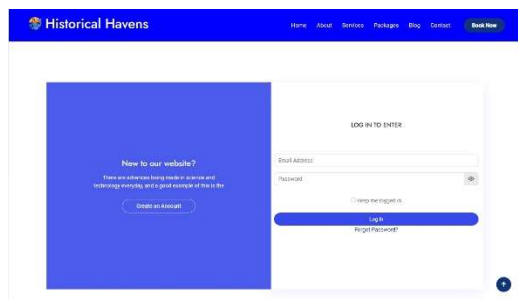 Historical Havens
Home About Services Packages Blog Contact Book Now
LOG IN TO ENTER
New to our website?
There are advances being made in science and
technology everyday, and a good example of this is the
Create an Account
Email Address
Password
Keep me logged in
Log In
Forgot Password?